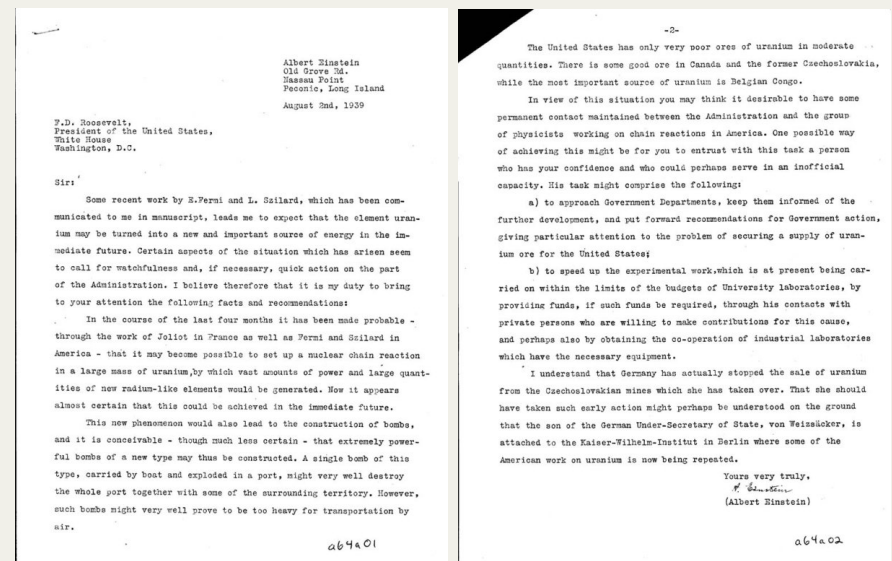 Albert Einstein
Old Grove Rd.
Nassau Point
Peconic, Long Island
August 2nd, 1939
F.D. Roosevelt,
President of the United States,
White House
Washington, D.C.
Sir:
Some recent work by E.Fermi and L. Szilard, which has been com-
municated to me in manuscript, leads me to expect that the element uran-
ium may be turned into a new and important source of energy in the im-
mediate future. Certain aspects of the situation which has arisen seem
to call for watchfulness and, if necessary, quick action on the part
of the Administration. I believe therefore that it is my duty to bring
to your attention the following facts and recommendations:
In the course of the last four months it has been made probable -
through the work of Joliot in France as well as Fermi and Szilard in
America - that it may become possible to set up a nuclear chain reaction
in a large mass of uranium,by which vast amounts of power and large quant-
ities of new radium-like elements would be generated. Now it appears
almost certain that this could be achieved in the immediate future.
This new phenomenon would also lead to the construction of bombs,
and it is conceivable - though much less certain - that extremely power-
ful bombs of a new type may thus be constructed. A single bomb of this
type, carried by boat and exploded in a port, might very well destroy
the whole port together with some of the surrounding territory. However,
such bombs might very well prove to be too heavy for transportation by
air.
a64a01
-2-
The United States has only very poor ores of uranium in moderate
quantities. There is some good ore in Canada and the former Czechoslovakia,
while the most important source of uranium is Belgian Congo.
In view of this situation you may think it desirable to have some
permanent contact maintained between the Administration and the group
of physicists working on chain reactions in America. One possible way
of achieving this might be for you to entrust with this task a person
who has your confidence and who could perhaps serve in an inofficial
capacity. His task might comprise the following:
a) to approach Government Departments, keep them informed of the
further development, and put forward recommendations for Government action,
giving particular attention to the problem of securing a supply of uran-
ium ore for the United States;
b) to speed up the experimental work,which is at present being car-
ried on within the limits of the budgets of University laboratories, by
providing funds, if such funds be required, through his contacts with
private persons who are willing to make contributions for this cause,
and perhaps also by obtaining the co-operation of industrial laboratories
which have the necessary equipment.
I understand that Germany has actually stopped the sale of uranium
from the Czechoslovakian mines which she has taken over. That she should
have taken such early action might perhaps be understood on the ground
that the son of the German Under-Secretary of State, von Weizsäcker, is
attached to the Kaiser-Wilhelm-Institut in Berlin where some of the
American work on uranium is now being repeated.
Yours very truly,
A. Einstein
(Albert Einstein)
a64a02